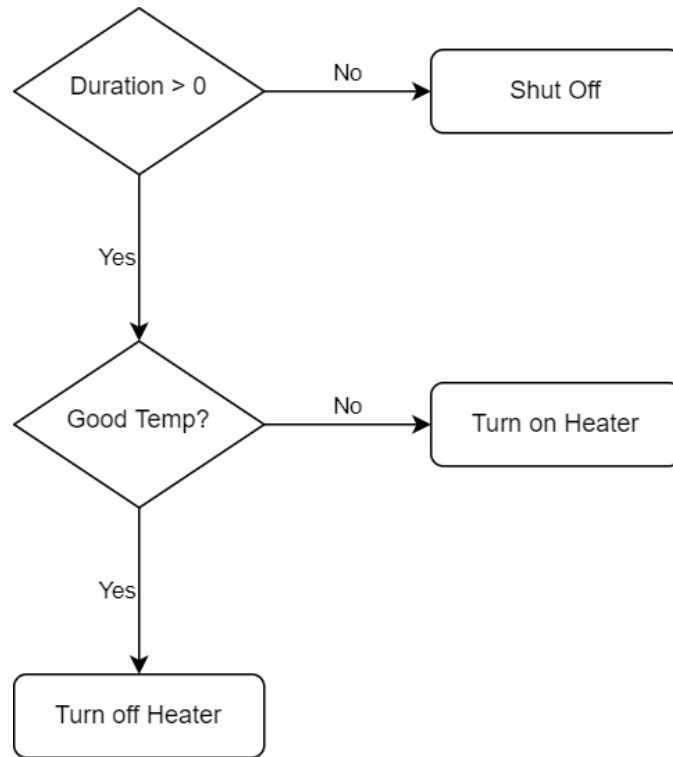 Duration > 0
No
Shut Off
Yes
Good Temp?
No
Turn on Heater
Yes
Turn off Heater